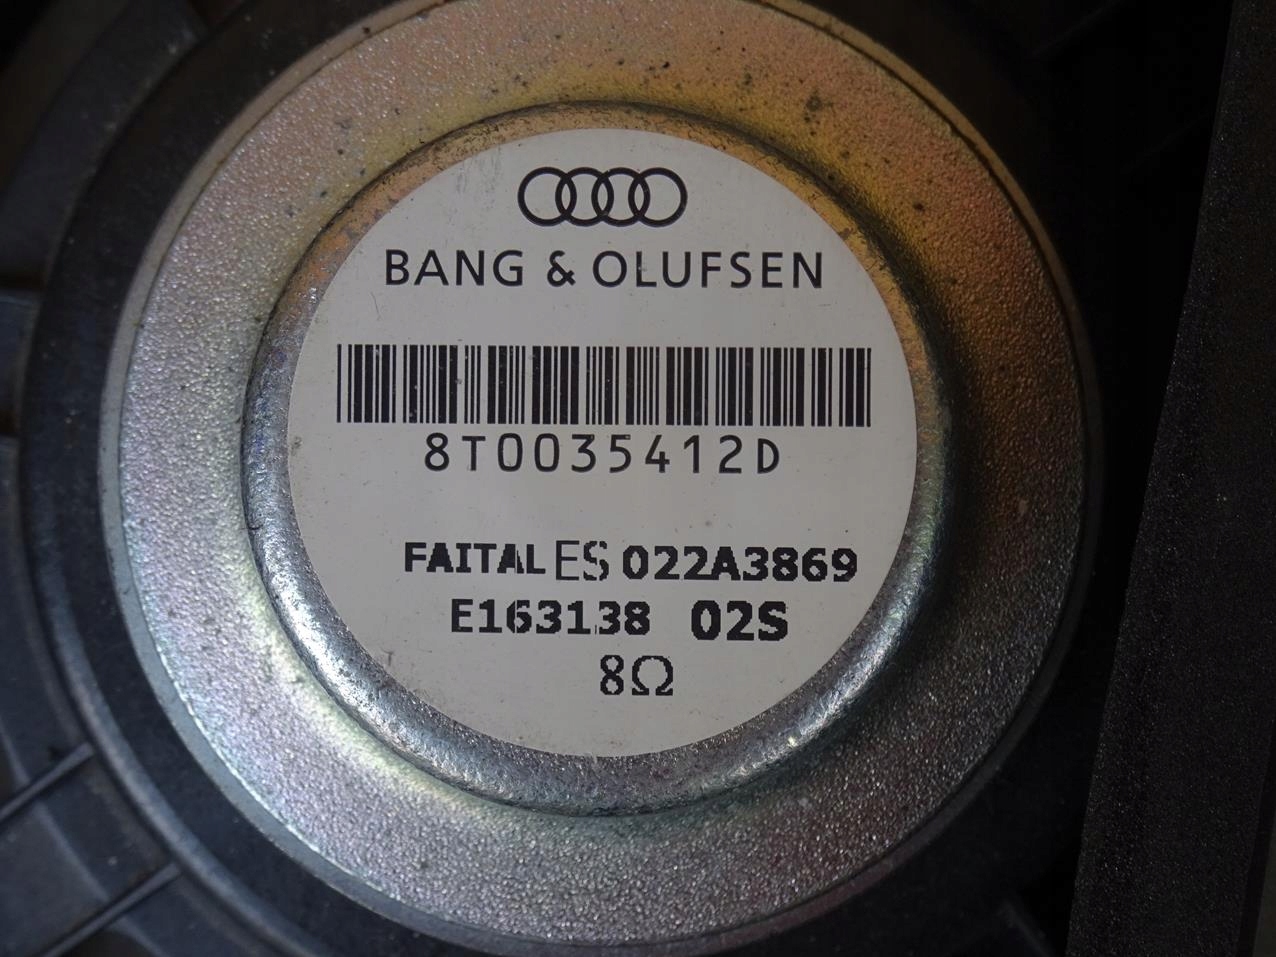 BANG & OLUFSEN
8T0035412D
FAITAL ES 022A3869
E163138 02S
8Ω